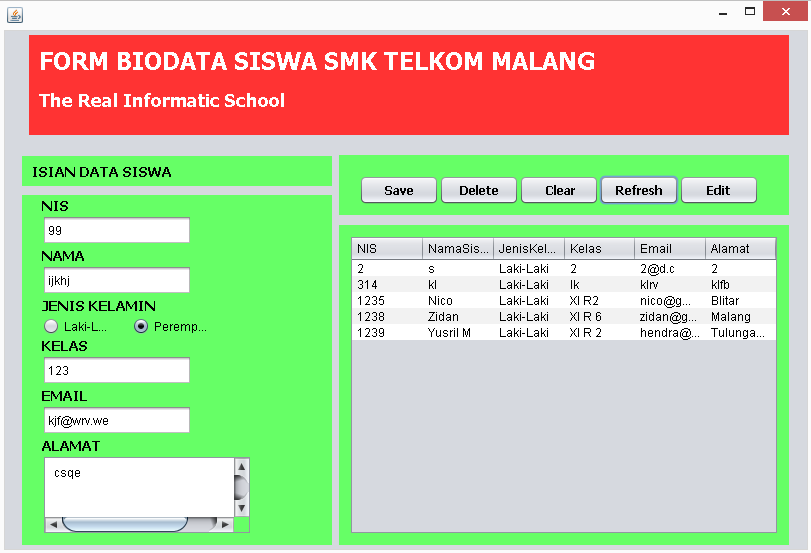 FORM BIODATA SISWA SMK TELKOM MALANG
The Real Informatic School
ISIAN DATA SISWA
NIS
99
NAMA
ijkhj
JENIS KELAMIN
Laki-L... Peremp...
KELAS
123
EMAIL
kjf@wrv.we
ALAMAT
csqe
Save Delete Clear Refresh Edit
NIS NamaSis... JenisKel... Kelas Email Alamat
2 s Laki-Laki 2 2@d.c 2
314 kl Laki-Laki lk klrv klfb
1235 Nico Laki-Laki XI R2 nico@g... Blitar
1238 Zidan Laki-Laki XI R 6 zidan@g... Malang
1239 Yusril M Laki-Laki XI R 2 hendra@... Tulunga...